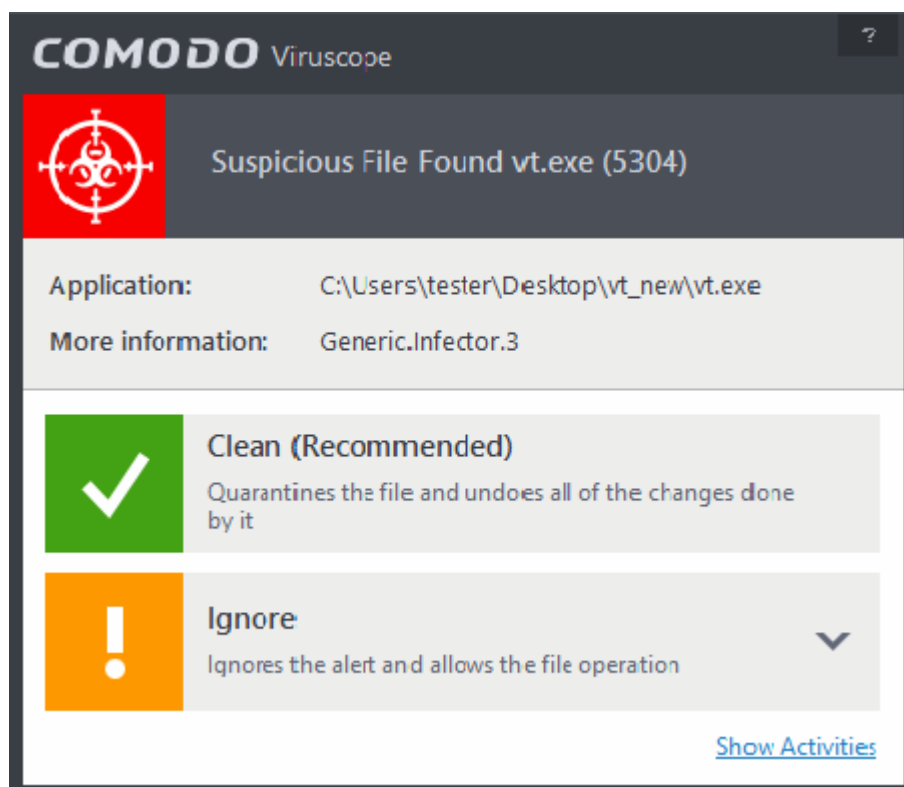 COMODO Viruscope
?
Suspicious File Found vt.exe (5304)
Application: C:\Users\tester\Desktop\vt_new\vt.exe
More information: Generic.Infector.3
Clean (Recommended)
Quarantines the file and undoes all of the changes done
by it
Ignore
Ignores the alert and allows the file operation
Show Activities